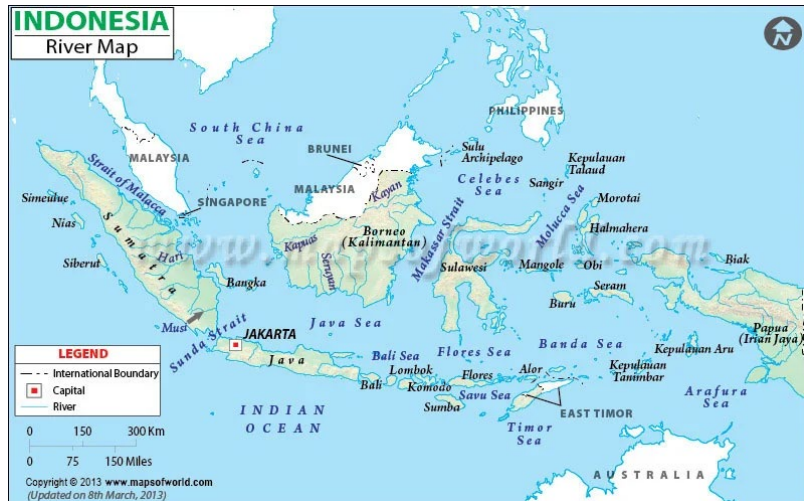 INDONESIA
River Map
N
South China
Sea
PHILIPPINES
BRUNEI
MALAYSIA
Sulu
Archipelago
Kepulauan
Talaud
Strait of Malacca
MALAYSIA
Kayan
Celebes
Sea
Sangir
Molucca Sea
Morotai
Simeulue
SINGAPORE
Nias
Sumatra
Halmahera
Borneo
(Kalimantan)
Makassar Strait
Kapuas
www.mapsofworld.com
Hari
Seruyan
Siberut
Sulawesi
Mangole
Obi
Biak
Bangka
Seram
Buru
Musi
Sunda Strait
JAKARTA
Java Sea
Papua
(Irian Jaya)
Java
Bali Sea
Flores Sea
Banda Sea
Kepulauan Aru
Lombok
Bali
Komodo
Flores
Alor
Kepulauan
Tanimbar
Sumba
Savu Sea
Arafura
Sea
EAST TIMOR
Timor
Sea
INDIAN
OCEAN
AUSTRALIA
LEGEND
International Boundary
Capital
River
0 150 300 Km
0 75 150 Miles
Copyright © 2013 www.mapsofworld.com
(Updated on 8th March, 2013)